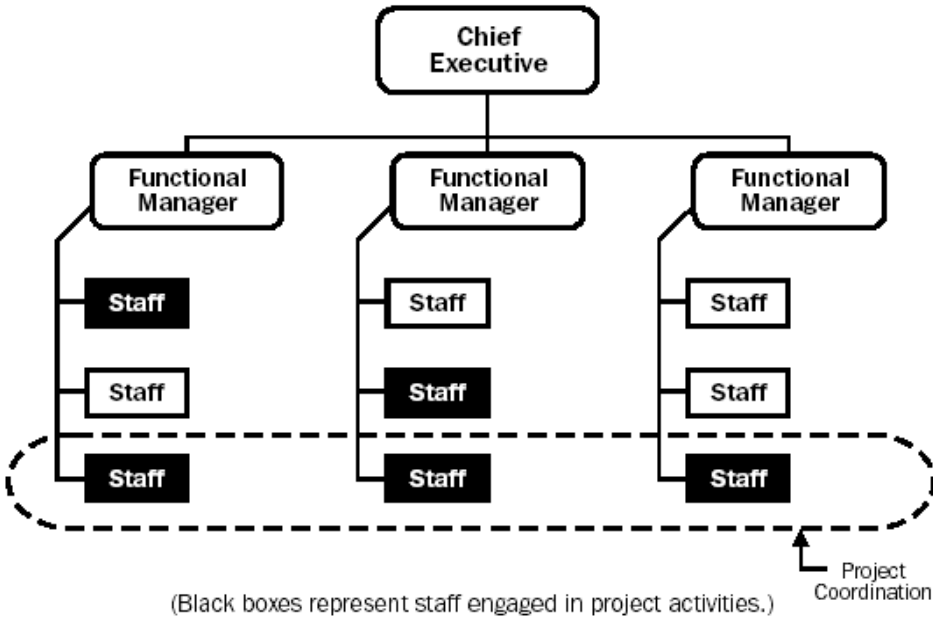 Chief
Executive
Functional
Manager
Functional
Manager
Functional
Manager
Staff
Staff
Staff
Staff
Staff
Staff
Staff
Staff
Staff
Project
Coordination
(Black boxes represent staff engaged in project activities.)